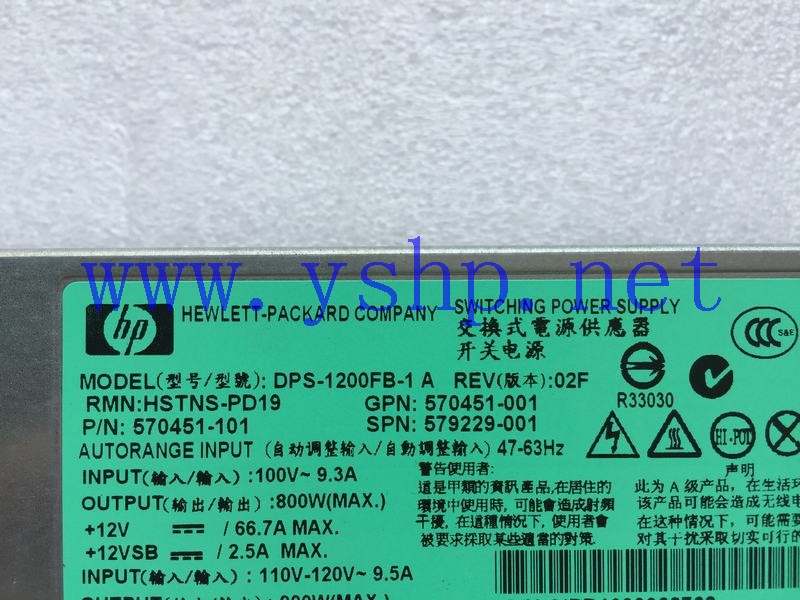 www.yshp.net
hp
HEWLETT-PACKARD COMPANY
SWITCHING POWER SUPPLY
交換式電源供應器
开关电源
CCC S&E
MODEL(型号/型號): DPS-1200FB-1 A REV(版本):02F
RMN:HSTNS-PD19 GPN: 570451-001
P/N: 570451-101 SPN: 579229-001
R33030
HI-POT
AUTORANGE INPUT (自动调整输入/自動調整輸入) 47-63Hz
INPUT(输入/輸入) :100V~ 9.3A
OUTPUT(输出/輸出) :800W(MAX.)
+12V / 66.7A MAX.
+12VSB / 2.5A MAX.
INPUT(输入/輸入) : 110V-120V~ 9.5A
警告使用者:
這是甲類的資訊產品,在居住的
環境中使用時, 可能會造成射頻
干擾, 在這種情況下, 使用者會
被要求採取某些適當的對策.
声明
此为 A 级产品, 在生活环
该产品可能会造成无线电
在这种情况下, 可能需要
对其干扰采取切实可行的